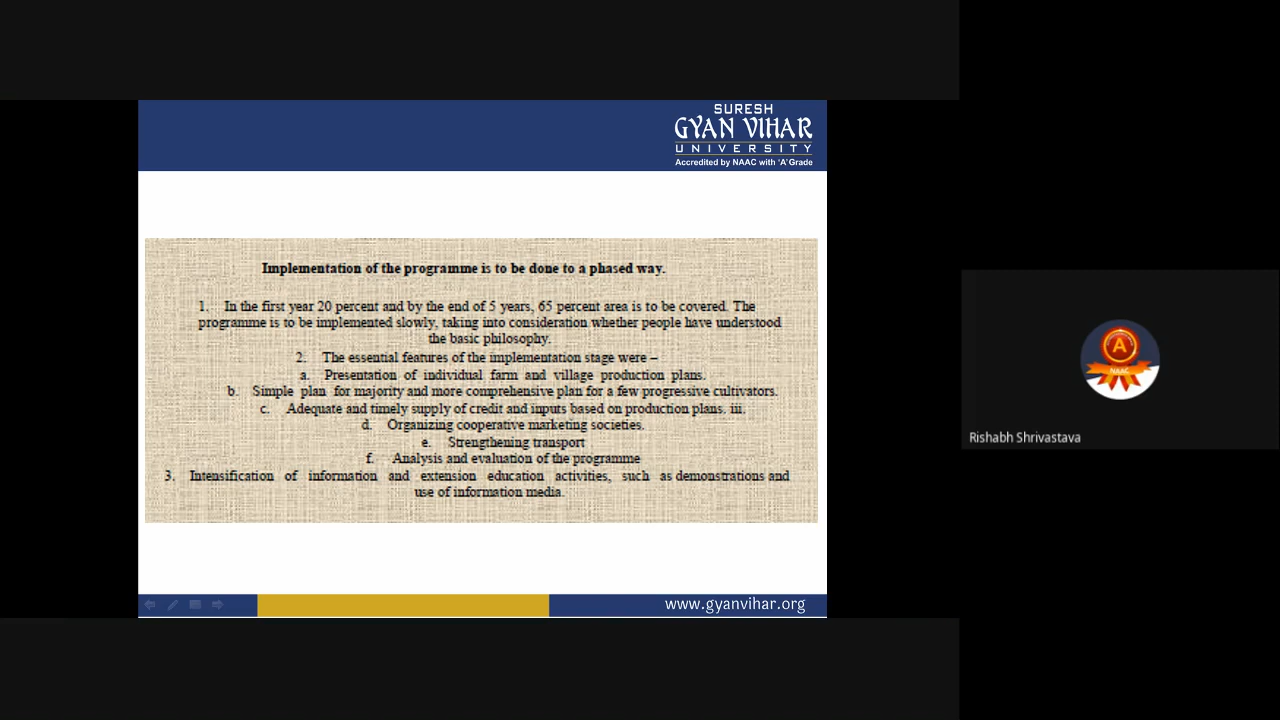 SURESH
GYAN VIHAR
UNIVERSITY
Accredited by NAAC with 'A' Grade
Implementation of the programme is to be done to a phased way.
1. In the first year 20 percent and by the end of 5 years, 65 percent area is to be covered. The
programme is to be implemented slowly, taking into consideration whether people have understood
the basic philosophy.
2. The essential features of the implementation stage were –
a. Presentation of individual farm and village production plans.
b. Simple plan for majority and more comprehensive plan for a few progressive cultivators.
c. Adequate and timely supply of credit and inputs based on production plans. iii.
d. Organizing cooperative marketing societies.
e. Strengthening transport
f. Analysis and evaluation of the programme
3. Intensification of information and extension education activities, such as demonstrations and
use of information media.
www.gyanvihar.org
A
NAAC
Rishabh Shrivastava